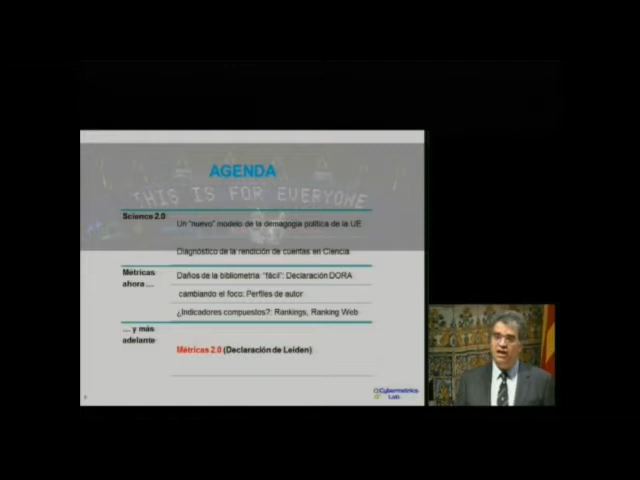 AGENDA
THIS IS FOR EVERYONE
Science 2.0
Un "nuevo" modelo de la demagogia política de la UE
Diagnóstico de la rendición de cuentas en Ciencia
Métricas
ahora ...
Daños de la bibliometría "fácil": Declaración DORA
cambiando el foco: Perfiles de autor
¿Indicadores compuestos?: Rankings, Ranking Web
... y más
adelante
Métricas 2.0 (Declaración de Leiden)
Cybermetrics
Lab